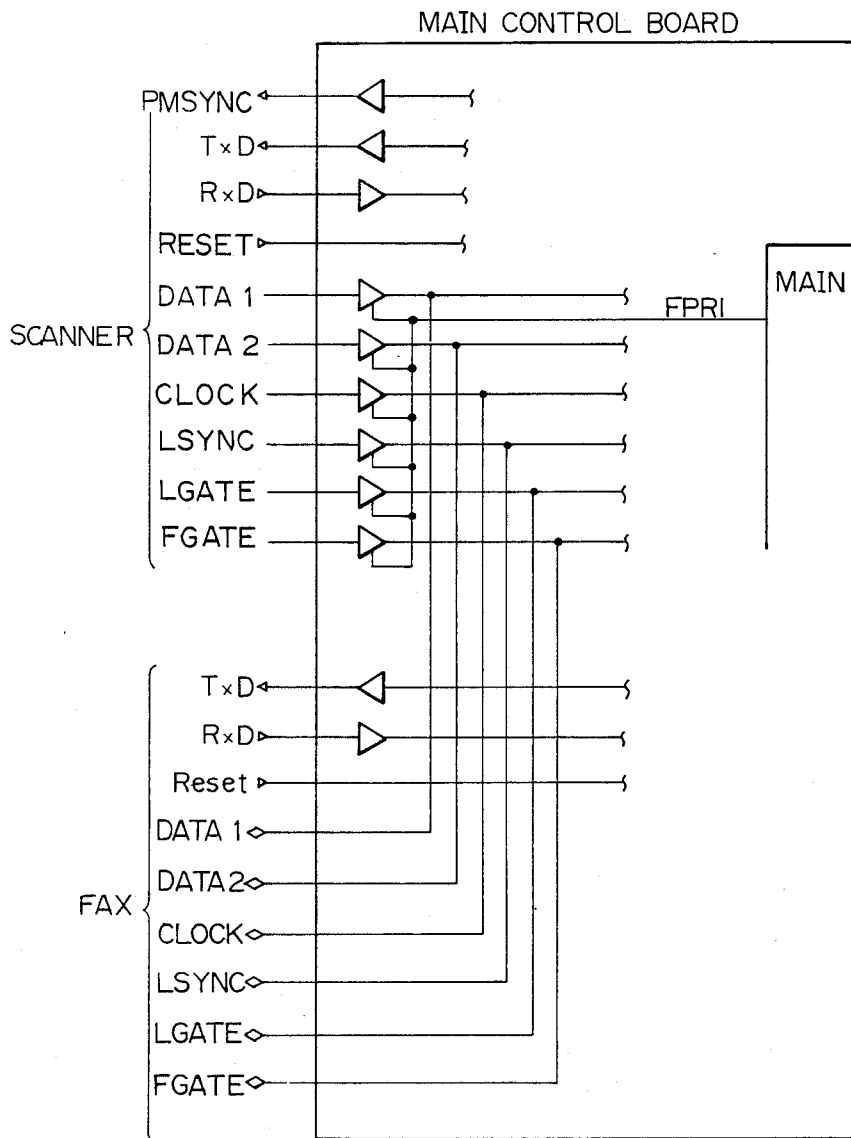 MAIN CONTROL BOARD
PMSYNC
TxD
RxD
RESET
DATA 1
MAIN
FPRI
SCANNER
DATA 2
CLOCK
LSYNC
LGATE
FGATE
TxD
RxD
Reset
DATA 1
DATA2
FAX
CLOCK
LSYNC
LGATE
FGATE